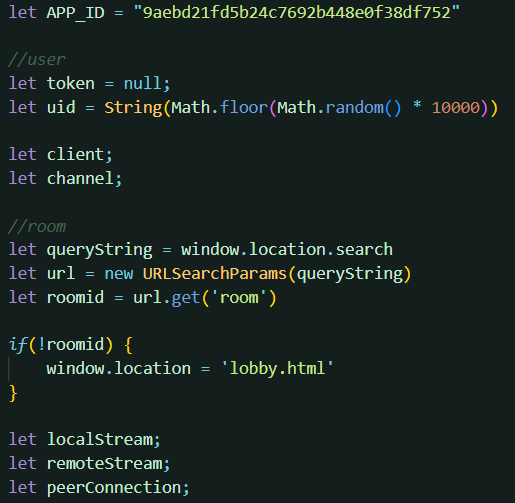 let APP_ID = "9aebd21fd5b24c7692b448e0f38df752"
//user
let token = null;
let uid = String(Math.floor(Math.random() * 10000))
let client;
let channel;
//room
let queryString = window.location.search
let url = new URLSearchParams(queryString)
let roomid = url.get('room')
if(!roomid) {
    window.location = 'lobby.html'
}
let localStream;
let remoteStream;
let peerConnection;